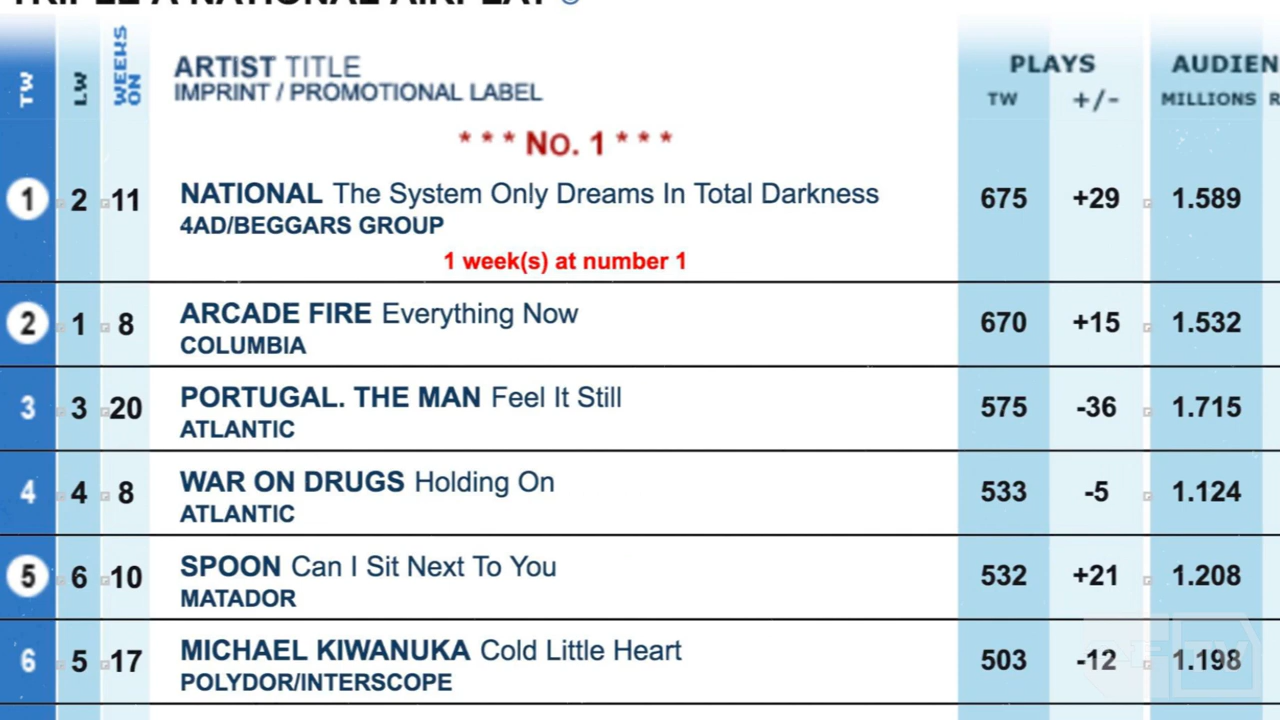 TRIPLE A NATIONAL AIRPLAY
TW LW WEEKS ON ARTIST TITLE PLAYS AUDIEN
IMPRINT / PROMOTIONAL LABEL TW +/- MILLIONS R
* * * No. 1 * * *
1 2 11 NATIONAL The System Only Dreams In Total Darkness 675 +29 1.589
4AD/BEGGARS GROUP
1 week(s) at number 1
2 1 8 ARCADE FIRE Everything Now 670 +15 1.532
COLUMBIA
3 3 20 PORTUGAL. THE MAN Feel It Still 575 -36 1.715
ATLANTIC
4 4 8 WAR ON DRUGS Holding On 533 -5 1.124
ATLANTIC
5 6 10 SPOON Can I Sit Next To You 532 +21 1.208
MATADOR
6 5 17 MICHAEL KIWANUKA Cold Little Heart 503 -12 1.198
POLYDOR/INTERSCOPE